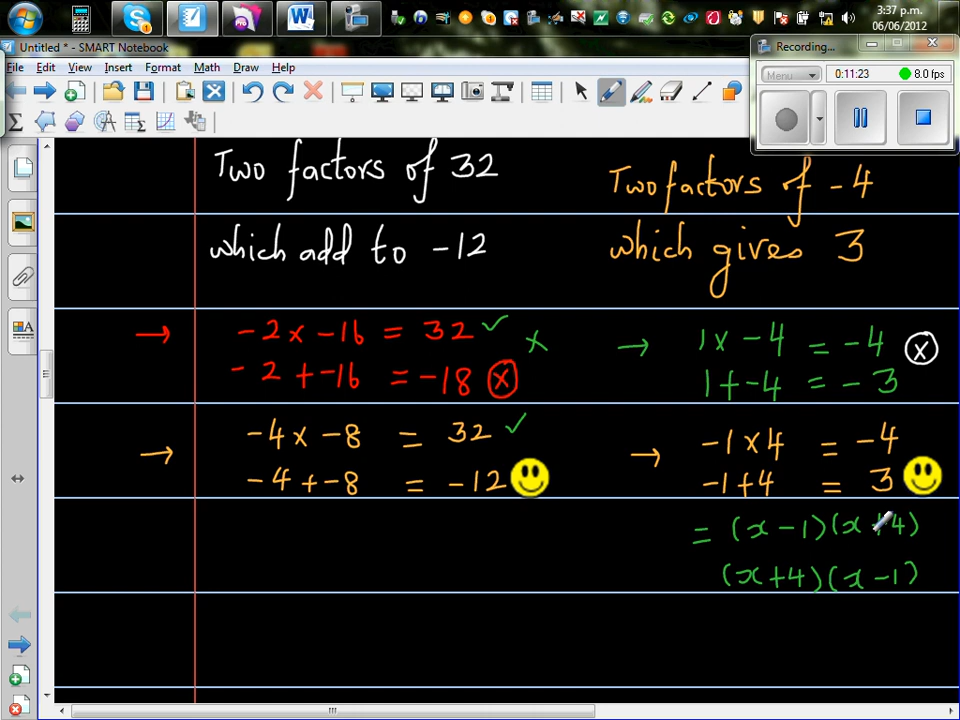 3:37 p.m.
06/06/2012
Untitled * - SMART Notebook
File Edit View Insert Format Math Draw Help
Recording...
Menu 0:11:23 8.0 fps
Two factors of 32
which add to -12
→ -2 x -16 = 32 ✓ x
-2 + -16 = -18 ⓧ
→ -4 x -8 = 32 ✓
-4 + -8 = -12
Two factors of -4
which gives 3
→ 1 x -4 = -4 ⓧ
1 + -4 = -3
→ -1 x 4 = -4
-1 + 4 = 3
= (x - 1)(x + 4)
(x + 4)(x - 1)